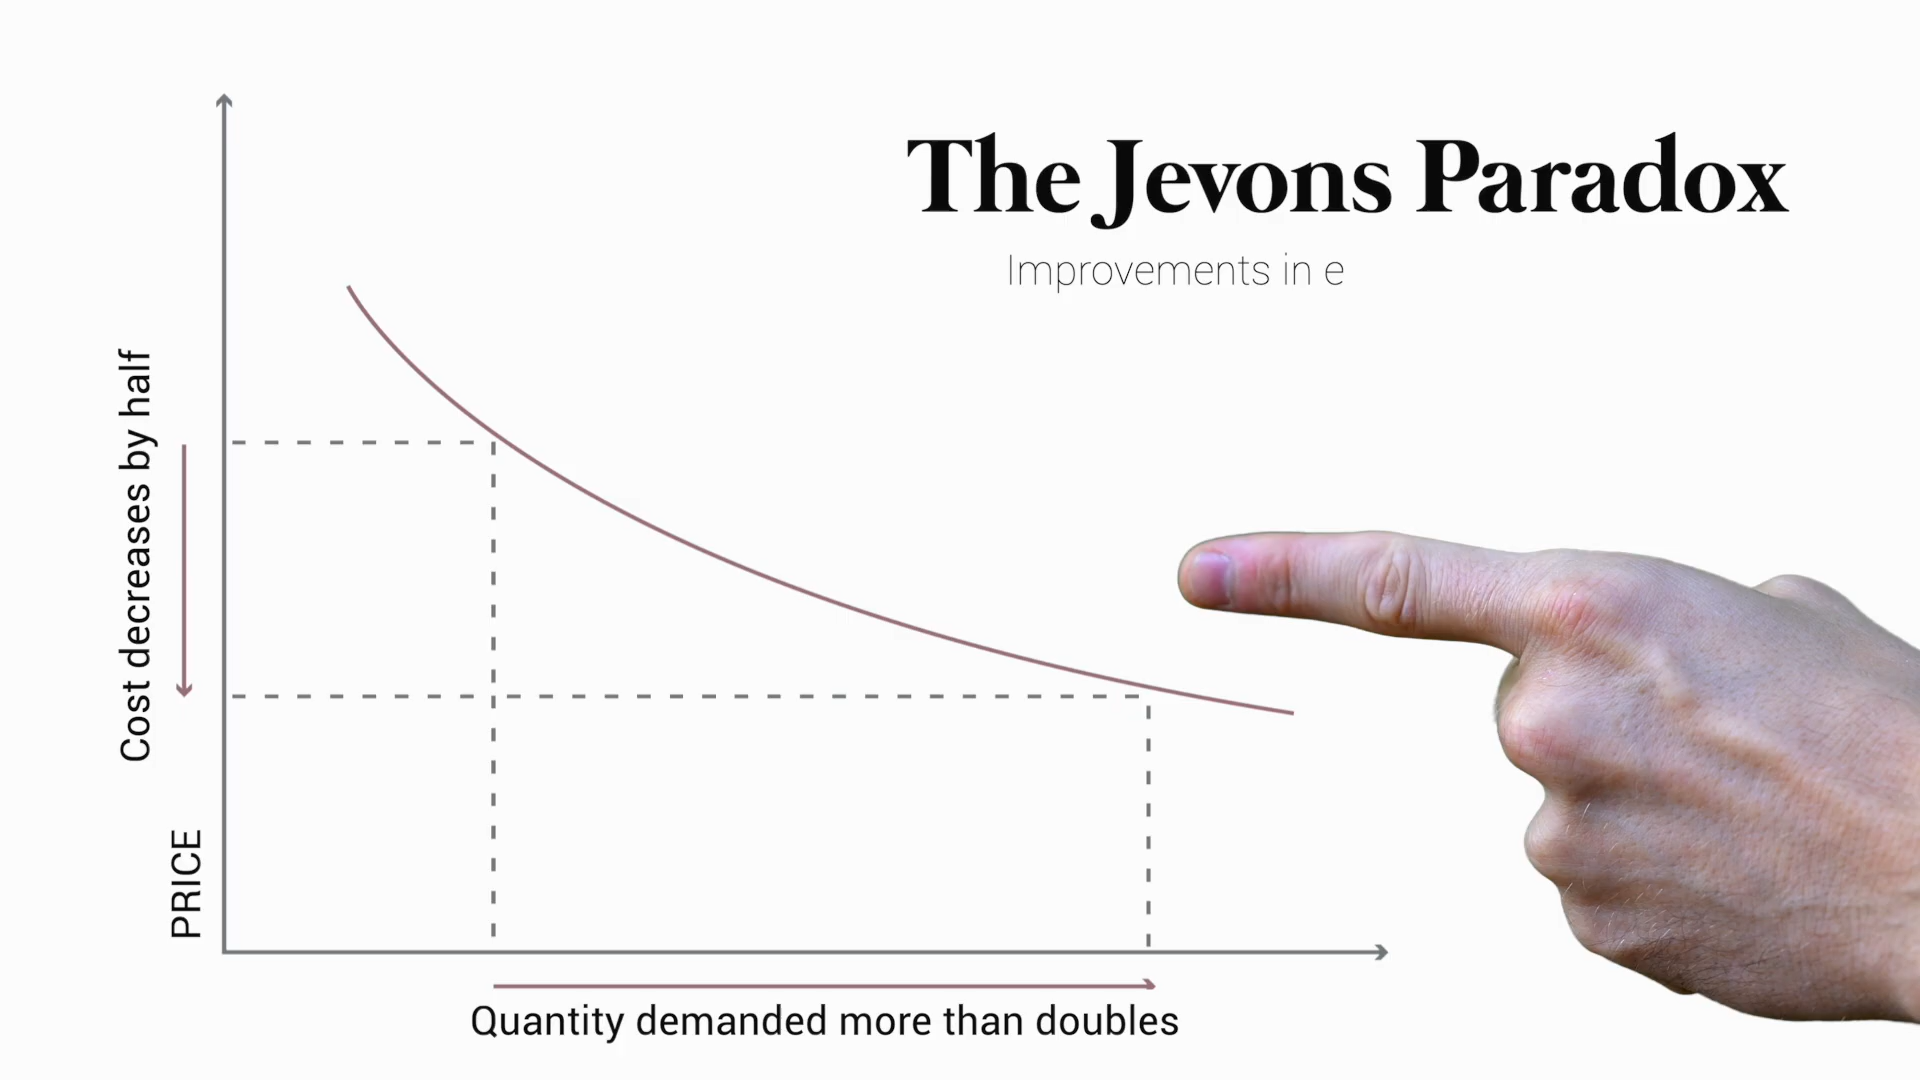 The Jevons Paradox
Improvements in e
Cost decreases by half
PRICE
Quantity demanded more than doubles